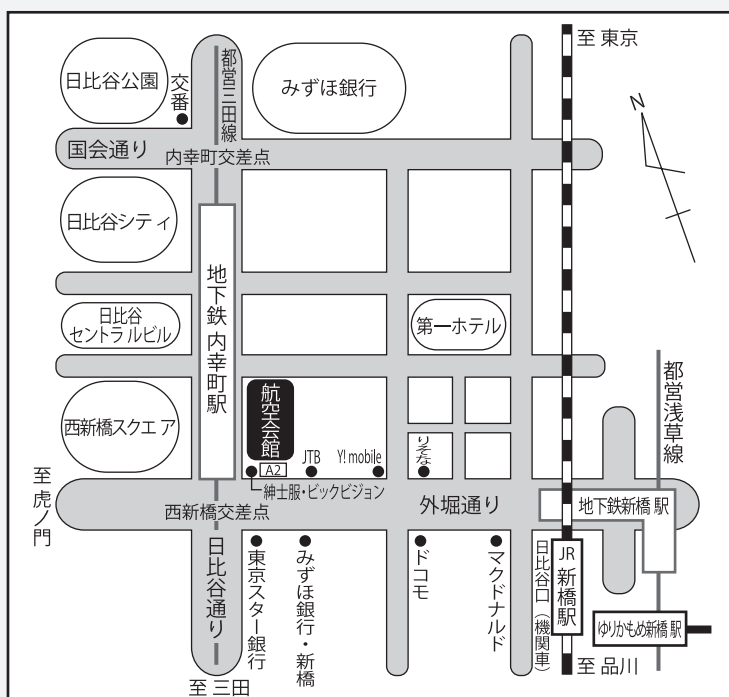 至 東京
日比谷公園
交番
都営三田線
みずほ銀行
N
国会通り
内幸町交差点
日比谷シティ
地下鉄 内幸町駅
日比谷
セントラルビル
第一ホテル
西新橋スクエア
航空会館
A2
JTB
Y! mobile
りそな
紳士服・ビックビジョン
都営浅草線
至 虎ノ門
西新橋交差点
外堀通り
地下鉄新橋 駅
日比谷通り
東京スター銀行
みずほ銀行・新橋
ドコモ
マクドナルド
日比谷口(機関車)
JR 新橋駅
ゆりかもめ新橋 駅
至 品川
至 三田